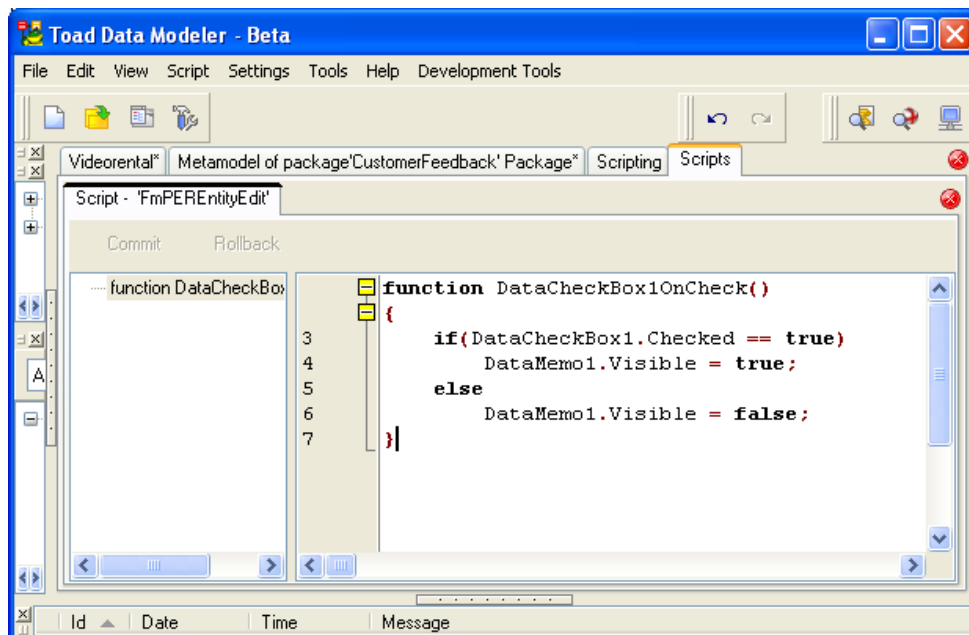 Toad Data Modeler - Beta
File Edit View Script Settings Tools Help Development Tools
Videorental* Metamodel of package'CustomerFeedback' Package* Scripting Scripts
Script - 'FmPEREntityEdit'
Commit Rollback
function DataCheckBox
function DataCheckBox1OnCheck()
{
3 if(DataCheckBox1.Checked == true)
4 DataMemo1.Visible = true;
5 else
6 DataMemo1.Visible = false;
7 }
A
Id Date Time Message